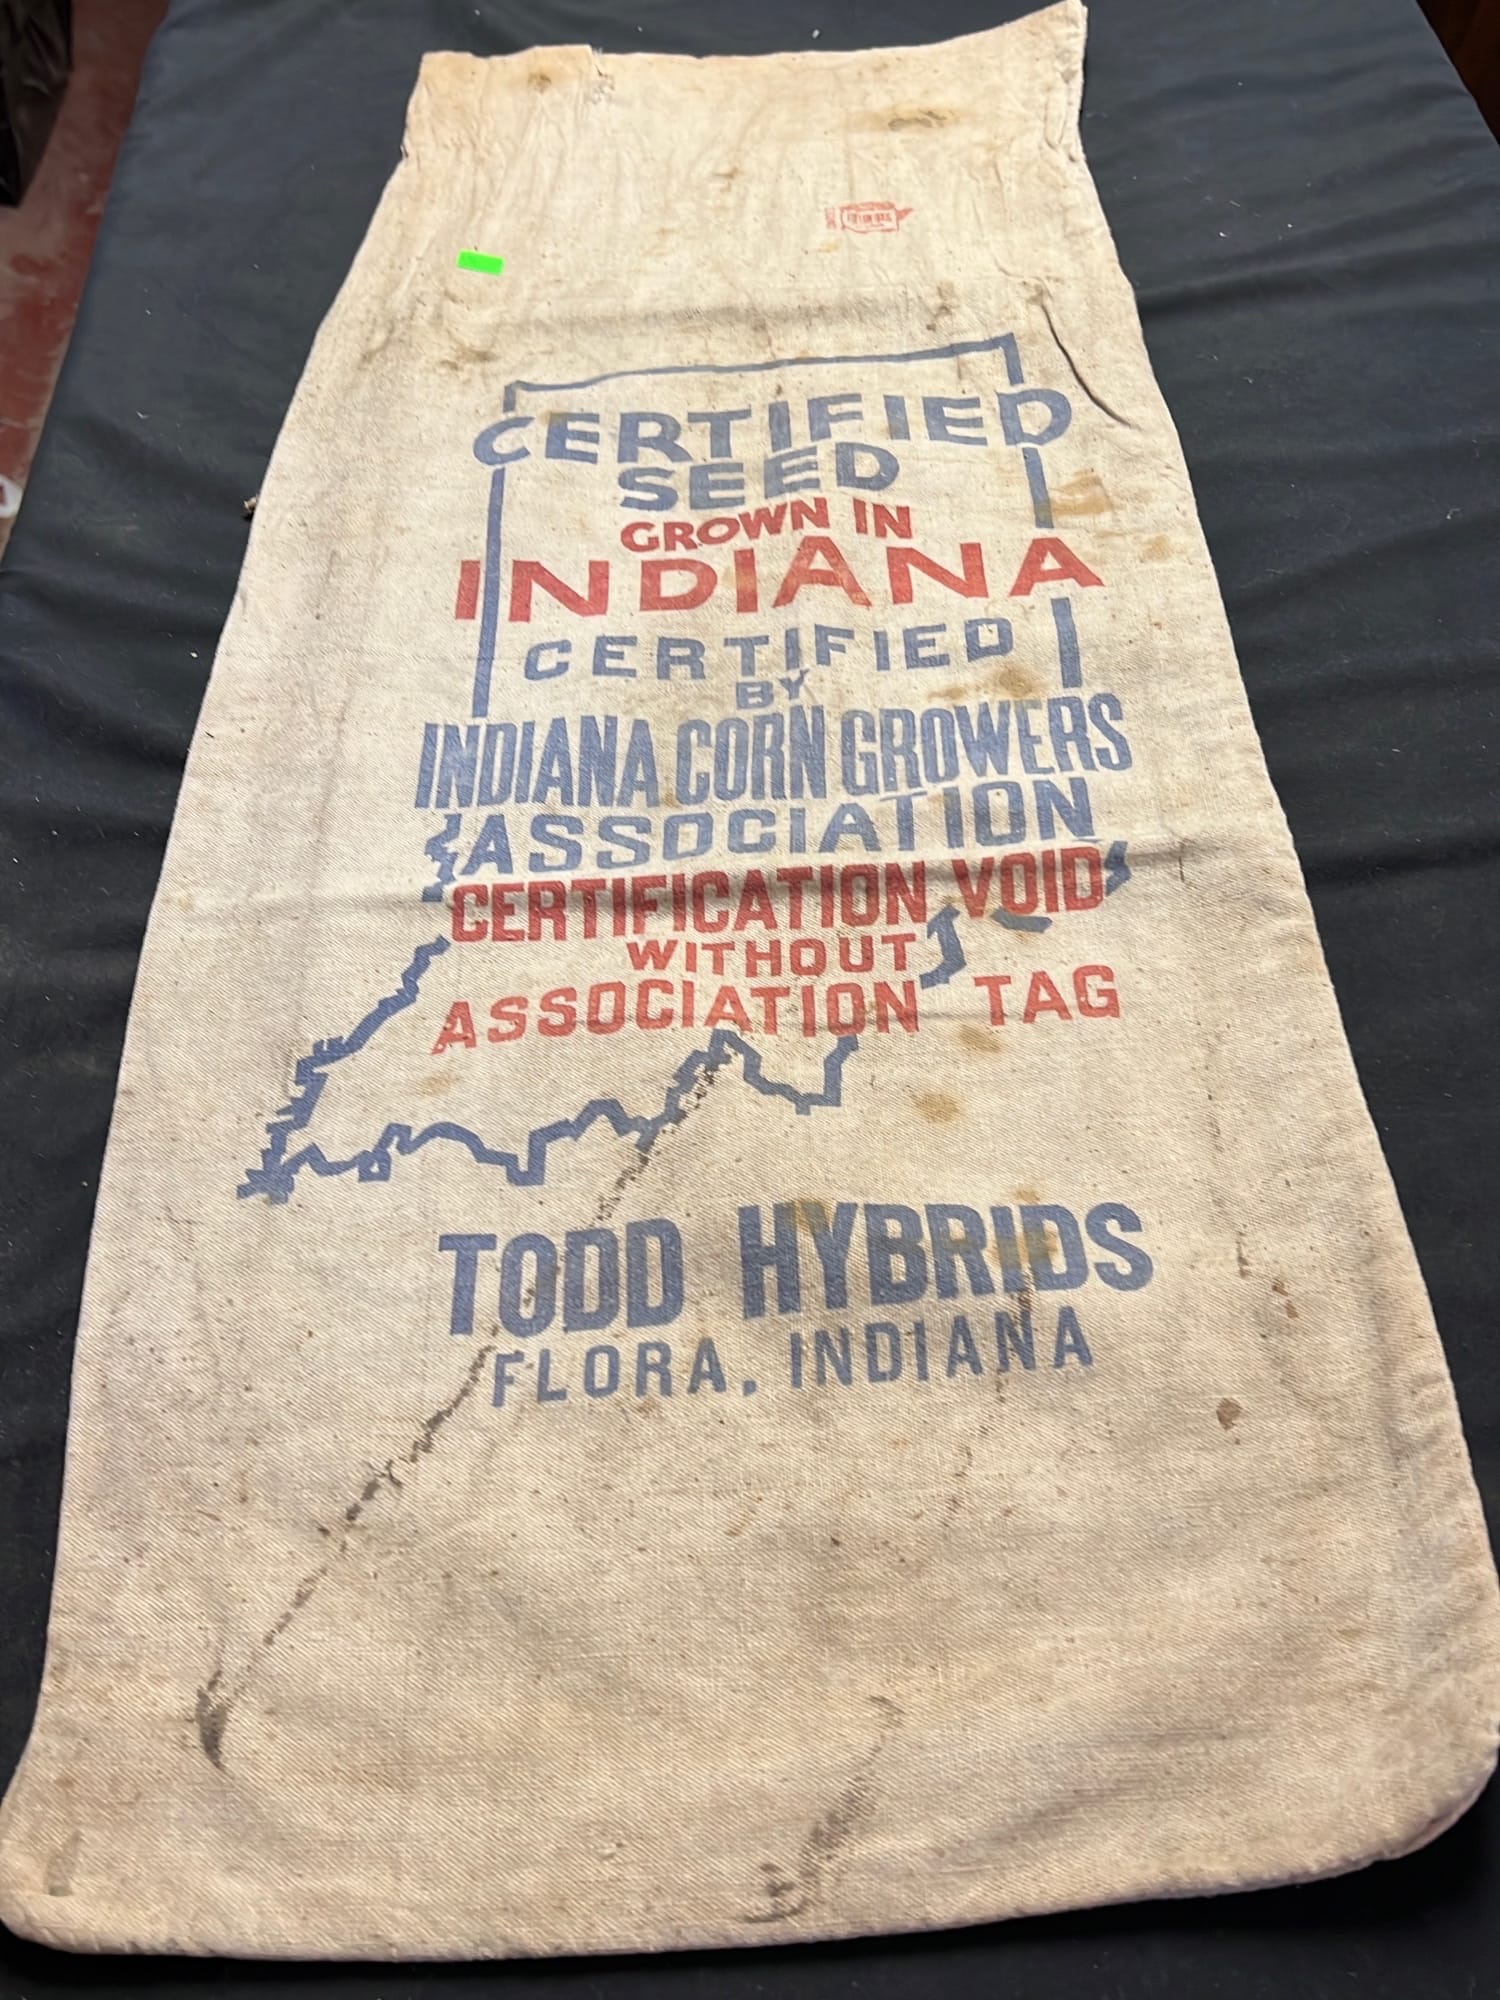 CERTIFIED
SEED
GROWN IN
INDIANA
CERTIFIED
BY
INDIANA CORN GROWERS
ASSOCIATION
CERTIFICATION VOID
WITHOUT
ASSOCIATION TAG
TODD HYBRIDS
FLORA, INDIANA